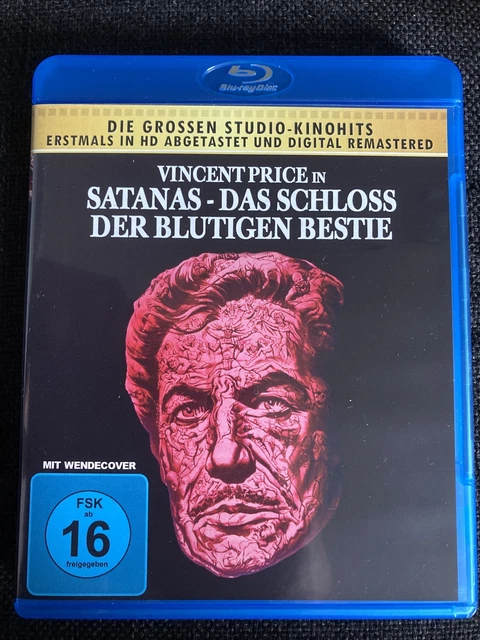 Blu-ray Disc
DIE GROSSEN STUDIO-KINOHITS
ERSTMALS IN HD ABGETASTET UND DIGITAL REMASTERED
VINCENT PRICE IN
SATANAS - DAS SCHLOSS
DER BLUTIGEN BESTIE
MIT WENDECOVER
FSK
ab
16
freigegeben